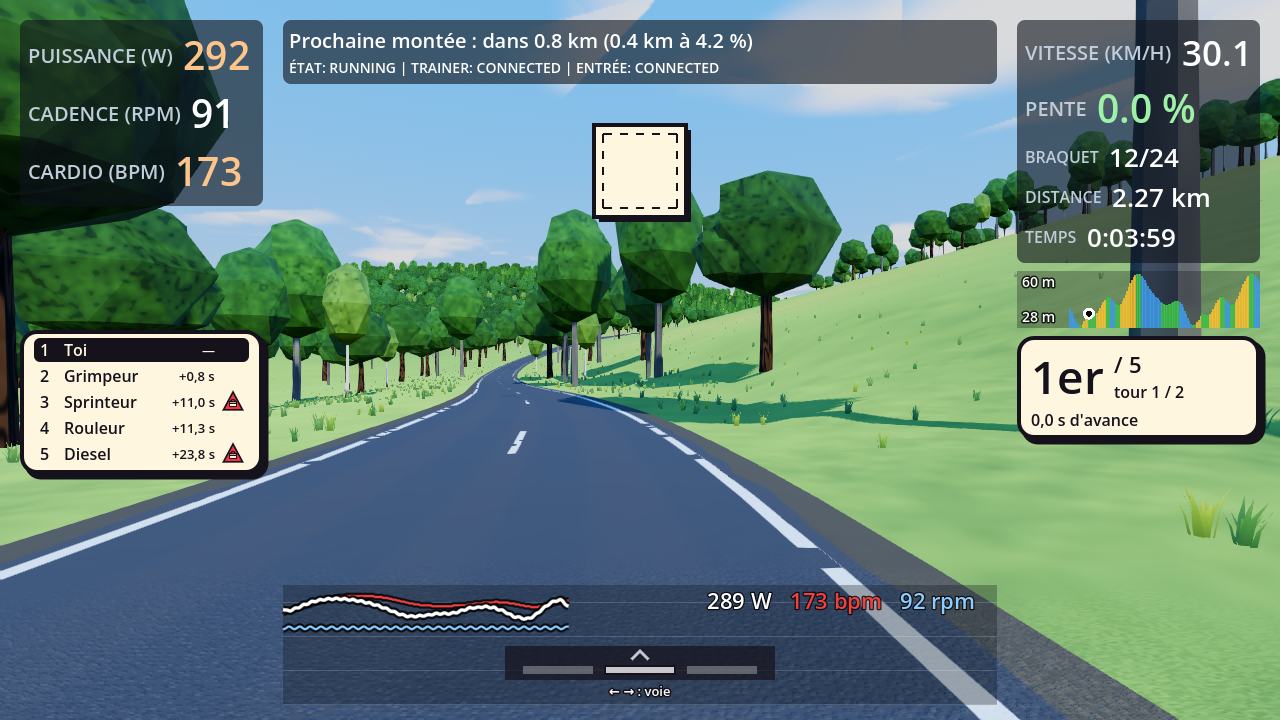 PUISSANCE (W) 292
CADENCE (RPM) 91
CARDIO (BPM) 173
Prochaine montée : dans 0.8 km (0.4 km à 4.2 %)
ÉTAT: RUNNING | TRAINER: CONNECTED | ENTRÉE: CONNECTED
VITESSE (KM/H) 30.1
PENTE 0.0 %
BRAQUET 12/24
DISTANCE 2.27 km
TEMPS 0:03:59
60 m
28 m
1 Toi —
2 Grimpeur +0,8 s
3 Sprinteur +11,0 s
4 Rouleur +11,3 s
5 Diesel +23,8 s
1er / 5
tour 1 / 2
0,0 s d'avance
289 W 173 bpm 92 rpm
← → : voie